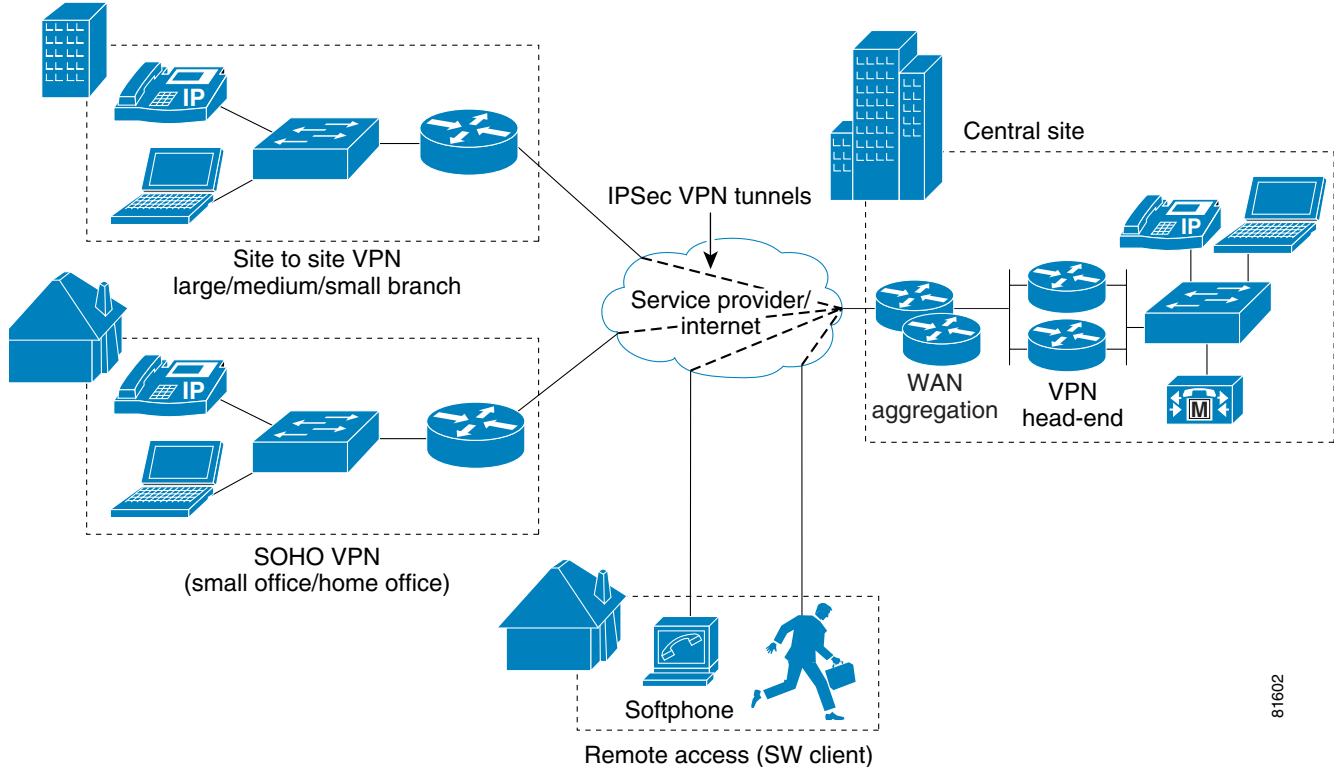 IP
Site to site VPN
large/medium/small branch
IP
SOHO VPN
(small office/home office)
IPSec VPN tunnels
Service provider/
internet
Central site
IP
WAN
aggregation
VPN
head-end
M
Softphone
Remote access (SW client)
81602